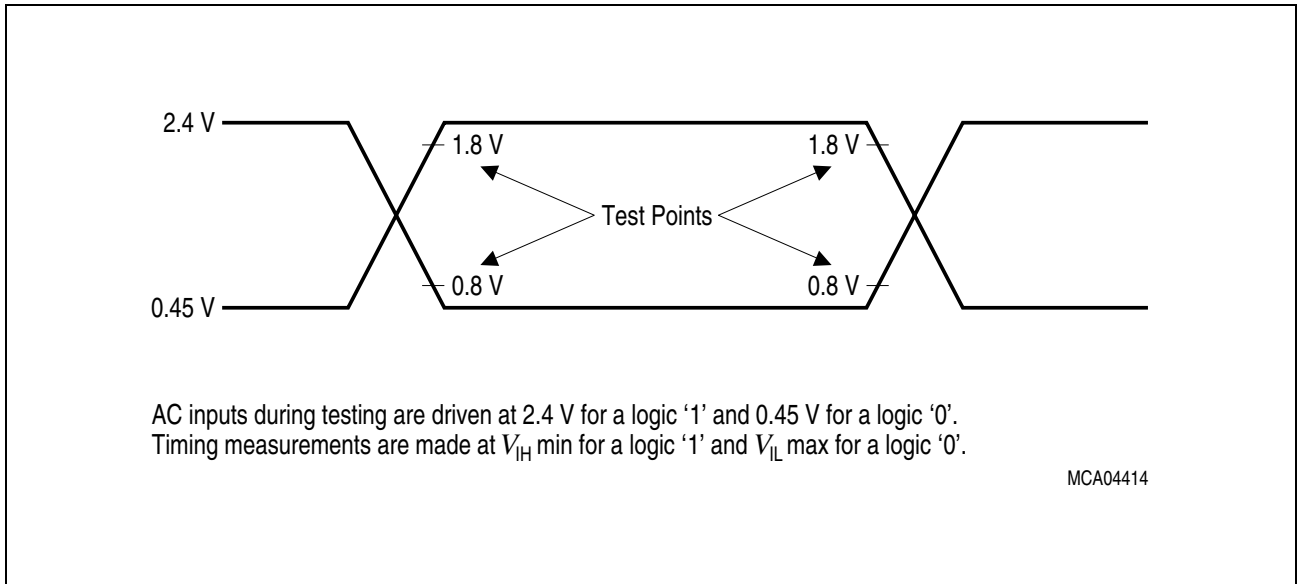 2.4 V
1.8 V
1.8 V
Test Points
0.8 V
0.8 V
0.45 V
AC inputs during testing are driven at 2.4 V for a logic ‘1’ and 0.45 V for a logic ‘0’.
Timing measurements are made at VIH min for a logic ‘1’ and VIL max for a logic ‘0’.
MCA04414